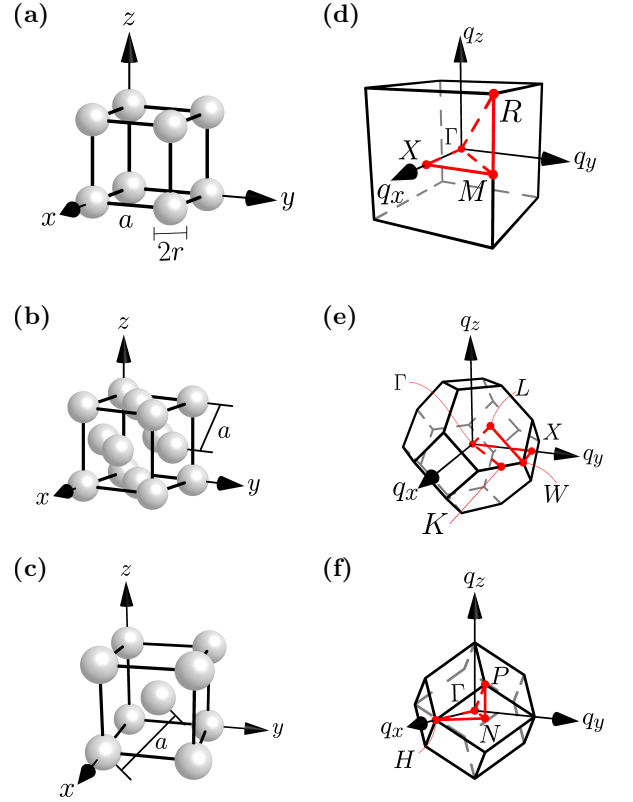 (a)
z
y
x
a
2r
(d)
q_z
R
Γ
X
q_y
q_x
M
(b)
z
a
x
y
(e)
q_z
Γ
L
X
q_y
q_x
W
K
(c)
z
y
a
x
(f)
q_z
P
Γ
q_x
q_y
N
H